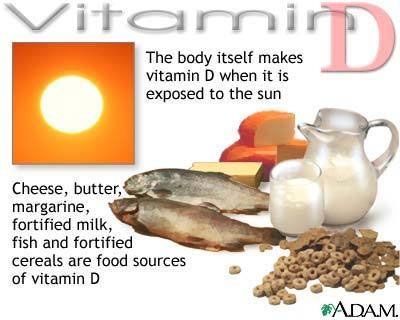 Vitamin D
The body itself makes
vitamin D when it is
exposed to the sun
Cheese, butter,
margarine,
fortified milk,
fish and fortified
cereals are food sources
of vitamin D
ADAM.